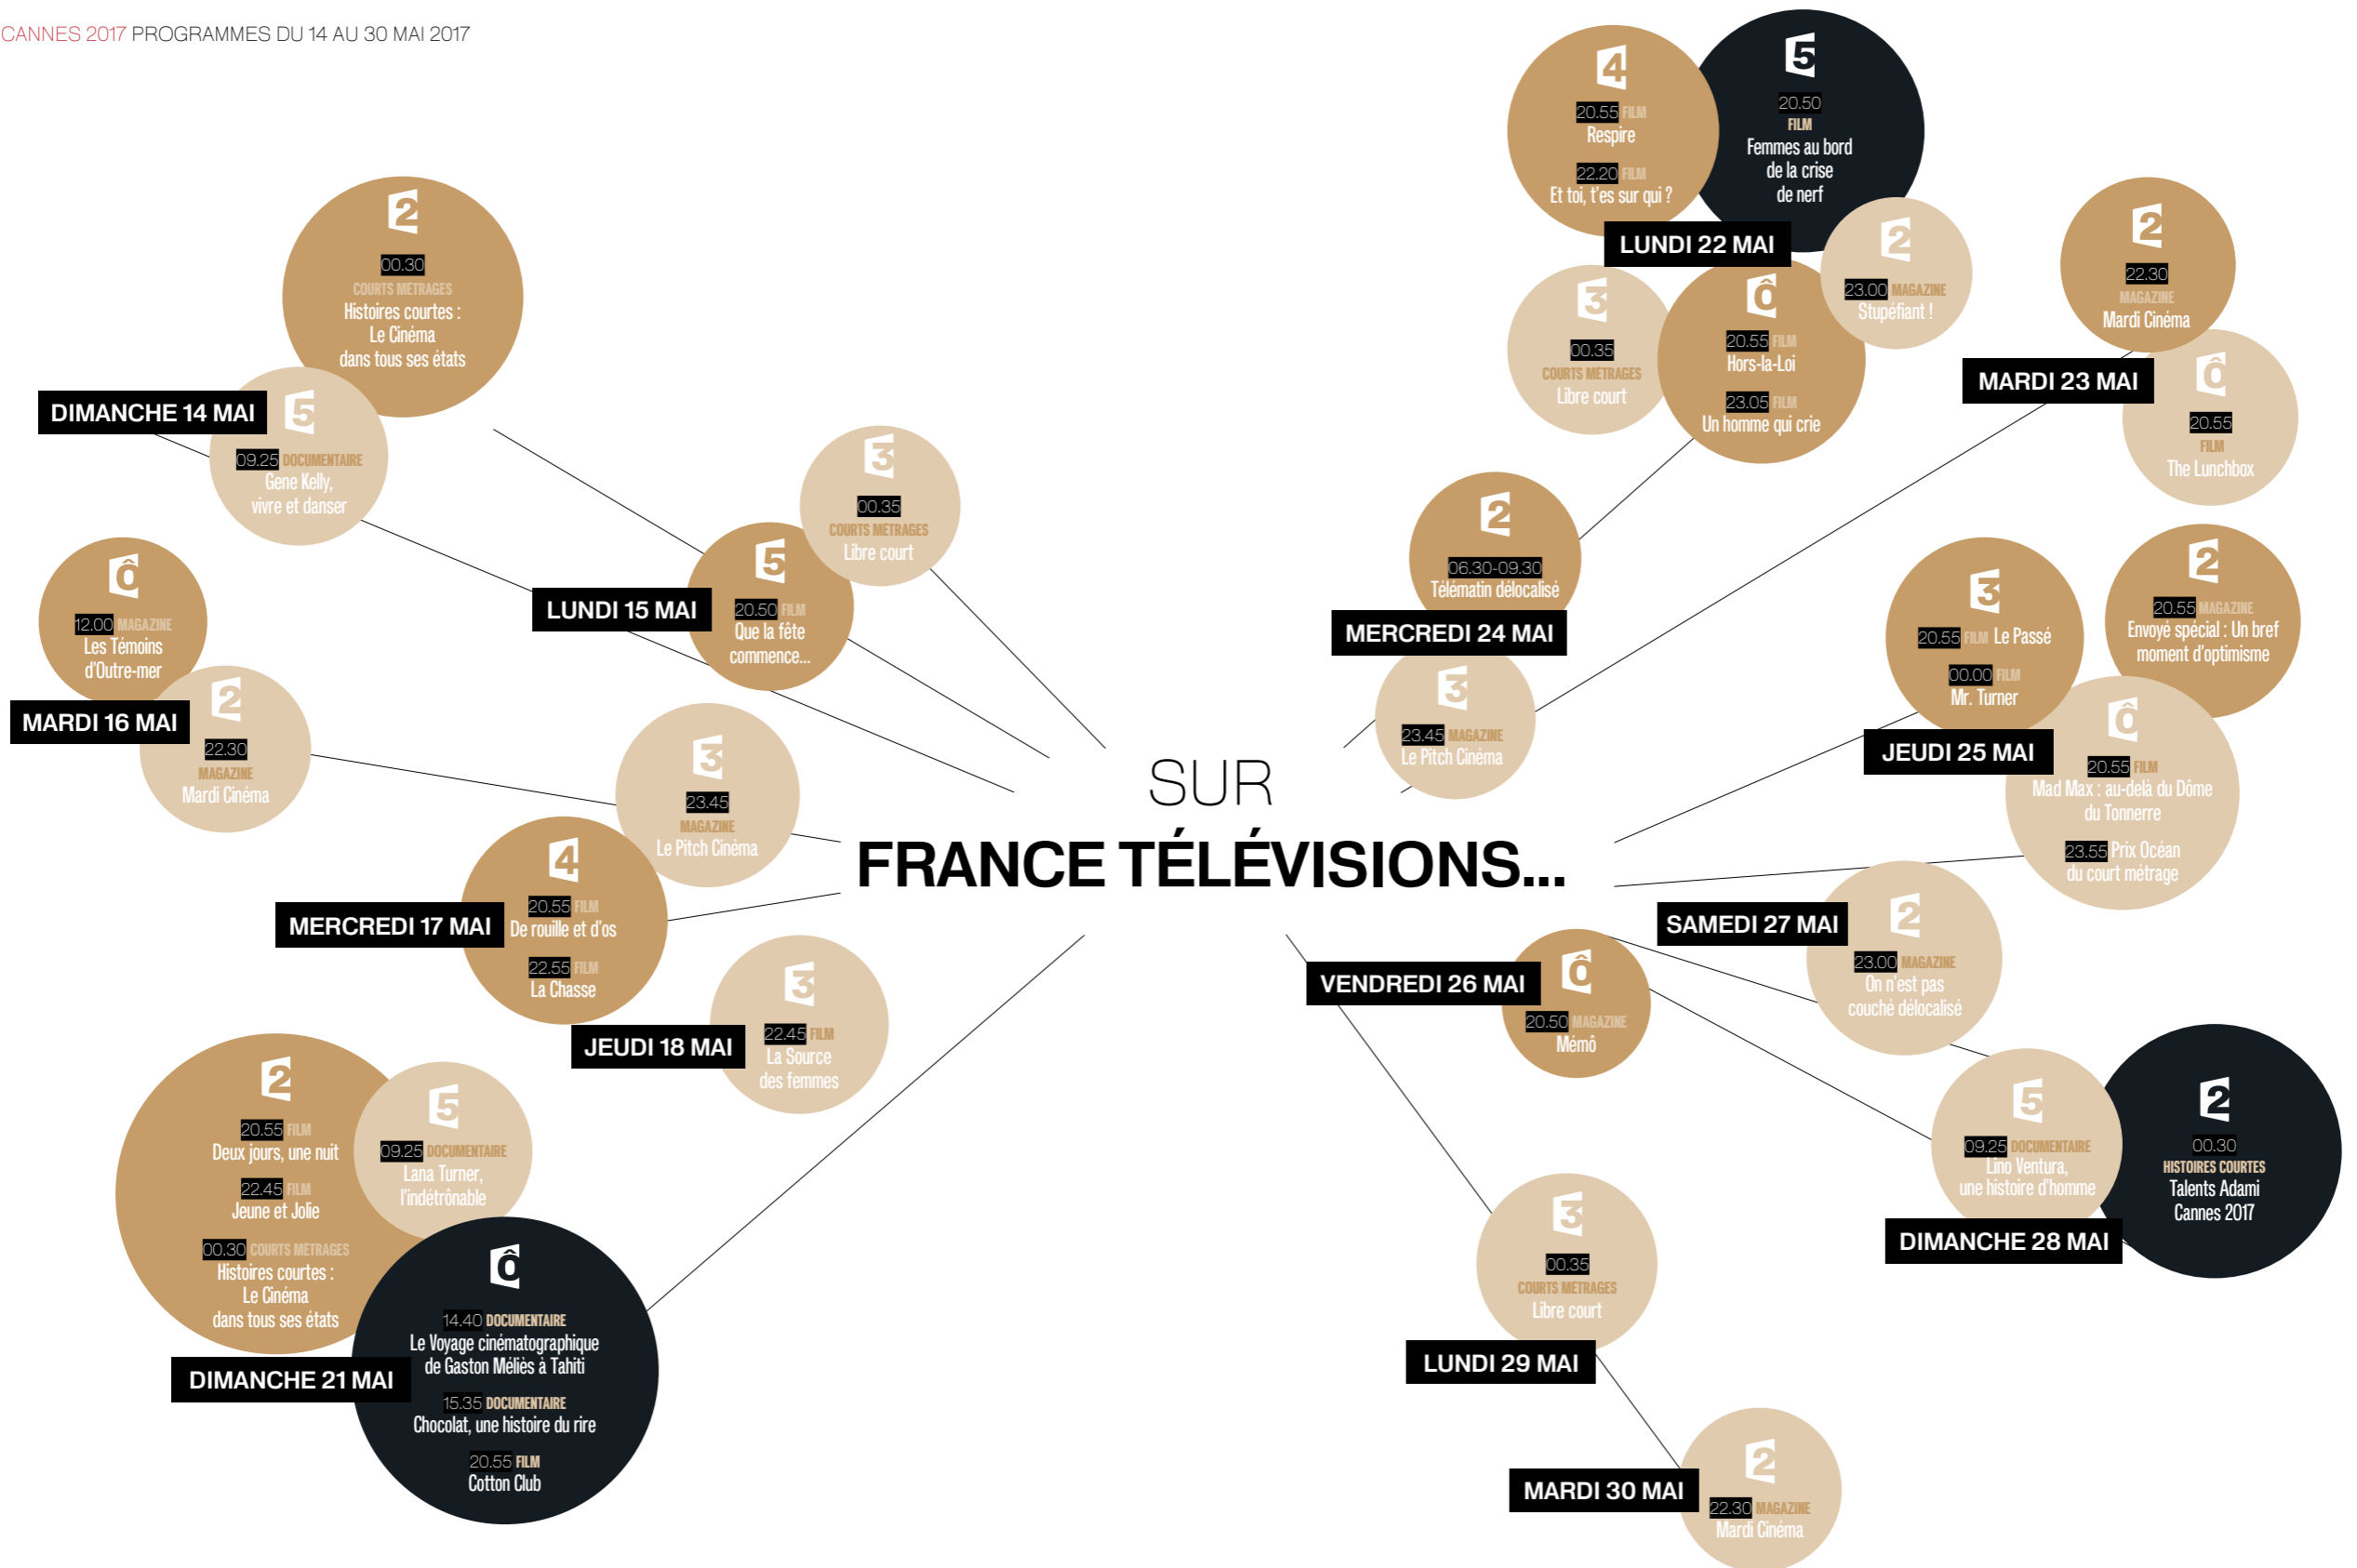 CANNES 2017 PROGRAMMES DU 14 AU 30 MAI 2017
SUR
FRANCE TÉLÉVISIONS...
DIMANCHE 14 MAI
2
00.30
COURTS MÉTRAGES
Histoires courtes :
Le Cinéma
dans tous ses états
5
09.25 DOCUMENTAIRE
Gene Kelly,
vivre et danser
LUNDI 15 MAI
3
00.35
COURTS MÉTRAGES
Libre court
5
20.50 FILM
Que la fête
commence...
MARDI 16 MAI
Ô
12.00 MAGAZINE
Les Témoins
d'Outre-mer
2
22.30
MAGAZINE
Mardi Cinéma
MERCREDI 17 MAI
3
23.45
MAGAZINE
Le Pitch Cinéma
4
20.55 FILM
De rouille et d'os
22.55 FILM
La Chasse
JEUDI 18 MAI
3
22.45 FILM
La Source
des femmes
DIMANCHE 21 MAI
2
20.55 FILM
Deux jours, une nuit
22.45 FILM
Jeune et Jolie
00.30 COURTS MÉTRAGES
Histoires courtes :
Le Cinéma
dans tous ses états
5
09.25 DOCUMENTAIRE
Lana Turner,
l'indétrônable
Ô
14.40 DOCUMENTAIRE
Le Voyage cinématographique
de Gaston Méliès à Tahiti
15.35 DOCUMENTAIRE
Chocolat, une histoire du rire
20.55 FILM
Cotton Club
LUNDI 22 MAI
4
20.55 FILM
Respire
22.20 FILM
Et toi, t'es sur qui ?
5
20.50
FILM
Femmes au bord
de la crise
de nerf
2
23.00 MAGAZINE
Stupéfiant !
3
00.35
COURTS MÉTRAGES
Libre court
Ô
20.55 FILM
Hors-la-Loi
23.05 FILM
Un homme qui crie
MARDI 23 MAI
2
22.30
MAGAZINE
Mardi Cinéma
Ô
20.55
FILM
The Lunchbox
MERCREDI 24 MAI
2
06.30-09.30
Télématin délocalisé
3
23.45 MAGAZINE
Le Pitch Cinéma
JEUDI 25 MAI
3
20.55 FILM Le Passé
00.00 FILM
Mr. Turner
2
20.55 MAGAZINE
Envoyé spécial : Un bref
moment d'optimisme
Ô
20.55 FILM
Mad Max : au-delà du Dôme
du Tonnerre
23.55 Prix Océan
du court métrage
VENDREDI 26 MAI
Ô
20.50 MAGAZINE
Mémô
SAMEDI 27 MAI
2
23.00 MAGAZINE
On n'est pas
couché délocalisé
DIMANCHE 28 MAI
5
09.25 DOCUMENTAIRE
Lino Ventura,
une histoire d'homme
2
00.30
HISTOIRES COURTES
Talents Adami
Cannes 2017
LUNDI 29 MAI
3
00.35
COURTS MÉTRAGES
Libre court
MARDI 30 MAI
2
22.30 MAGAZINE
Mardi Cinéma